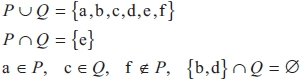 P ∪ Q = {a,b,c,d,e,f}
P ∩ Q = {e}
a ∈ P, c ∈ Q, f ∉ P, {b,d} ∩ Q = ∅